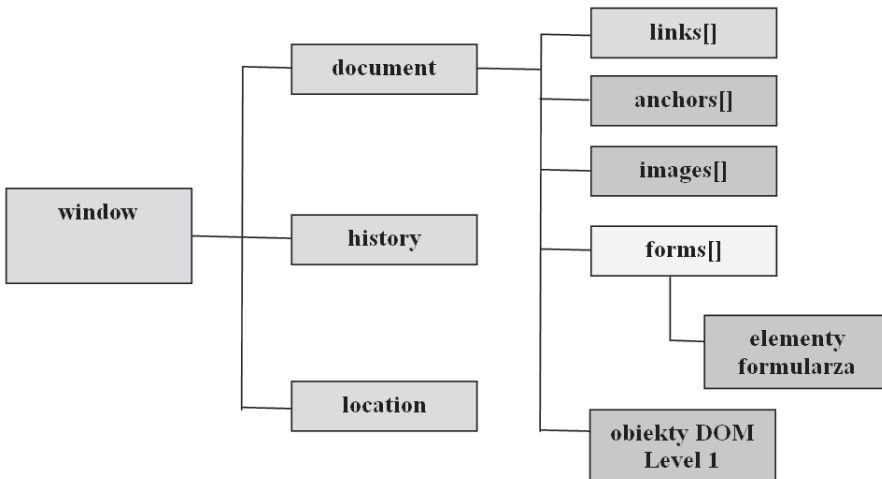 window
document
history
location
links[]
anchors[]
images[]
forms[]
elementy
formularza
obiekty DOM
Level 1